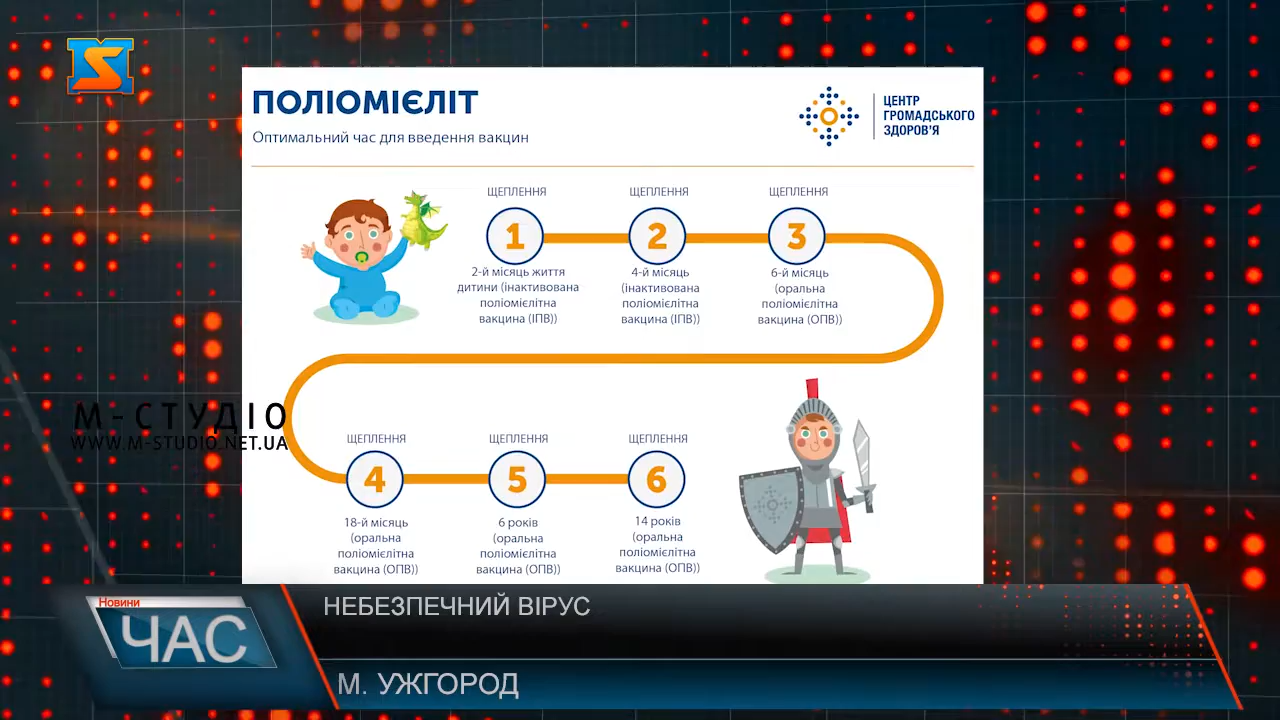 ПОЛІОМІЄЛІТ
Оптимальний час для введення вакцин
ЦЕНТР
ГРОМАДСЬКОГО
ЗДОРОВ'Я
ЩЕПЛЕННЯ
1
2-й місяць життя
дитини (інактивована
поліомієлітна
вакцина (ІПВ))
ЩЕПЛЕННЯ
2
4-й місяць
(інактивована
поліомієлітна
вакцина (ІПВ))
ЩЕПЛЕННЯ
3
6-й місяць
(оральна
поліомієлітна
вакцина (ОПВ))
М-СТУДІО
WWW.M-STUDIO.NET.UA
ЩЕПЛЕННЯ
4
18-й місяць
(оральна
поліомієлітна
вакцина (ОПВ))
ЩЕПЛЕННЯ
5
6 років
(оральна
поліомієлітна
вакцина (ОПВ))
ЩЕПЛЕННЯ
6
14 років
(оральна
поліомієлітна
вакцина (ОПВ))
Новини
ЧАС
НЕБЕЗПЕЧНИЙ ВІРУС
М. УЖГОРОД